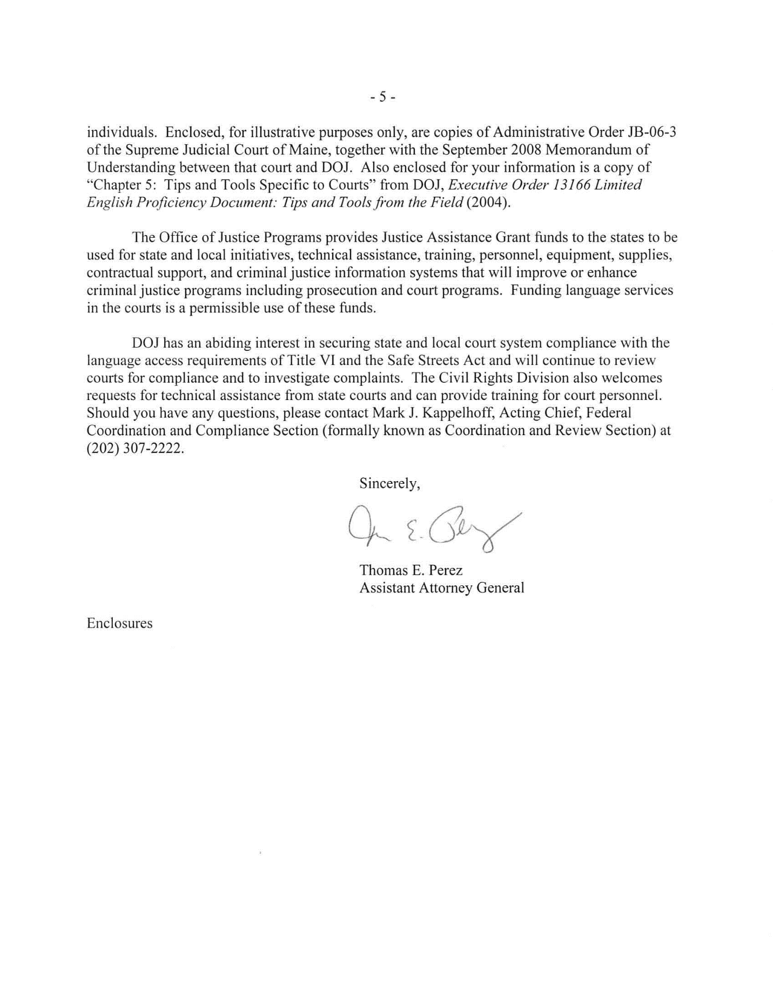 - 5 -
individuals. Enclosed, for illustrative purposes only, are copies of Administrative Order JB-06-3
of the Supreme Judicial Court of Maine, together with the September 2008 Memorandum of
Understanding between that court and DOJ. Also enclosed for your information is a copy of
“Chapter 5: Tips and Tools Specific to Courts” from DOJ, Executive Order 13166 Limited
English Proficiency Document: Tips and Tools from the Field (2004).
The Office of Justice Programs provides Justice Assistance Grant funds to the states to be
used for state and local initiatives, technical assistance, training, personnel, equipment, supplies,
contractual support, and criminal justice information systems that will improve or enhance
criminal justice programs including prosecution and court programs. Funding language services
in the courts is a permissible use of these funds.
DOJ has an abiding interest in securing state and local court system compliance with the
language access requirements of Title VI and the Safe Streets Act and will continue to review
courts for compliance and to investigate complaints. The Civil Rights Division also welcomes
requests for technical assistance from state courts and can provide training for court personnel.
Should you have any questions, please contact Mark J. Kappelhoff, Acting Chief, Federal
Coordination and Compliance Section (formally known as Coordination and Review Section) at
(202) 307-2222.
Sincerely,
E. Perez
Thomas E. Perez
Assistant Attorney General
Enclosures